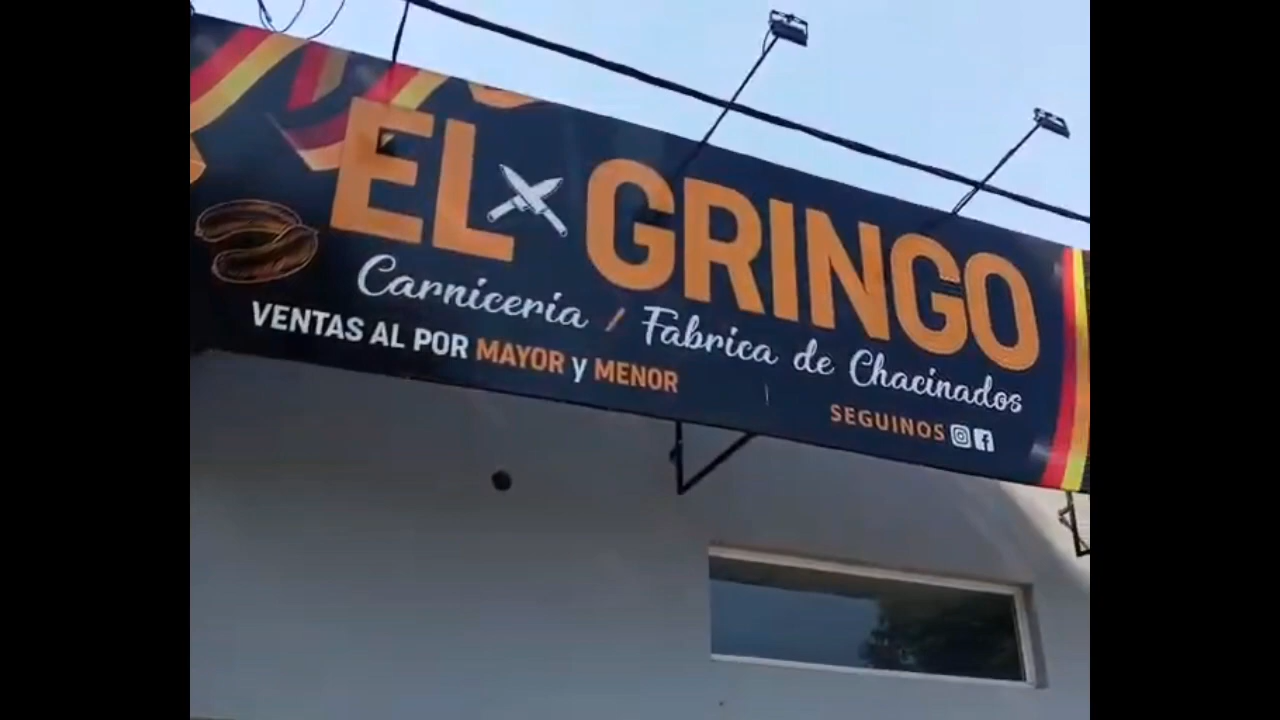 EL GRINGO
Carniceria / Fabrica de Chacinados
VENTAS AL POR MAYOR y MENOR
SEGUINOS